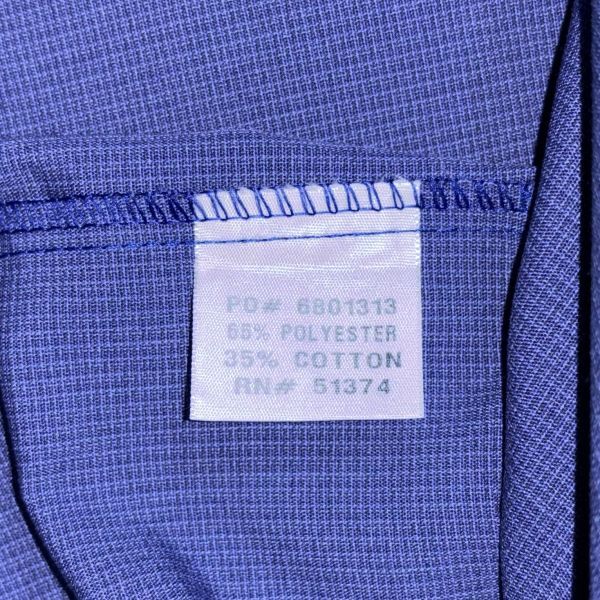 PO# 6801313
65% POLYESTER
35% COTTON
RN# 51374